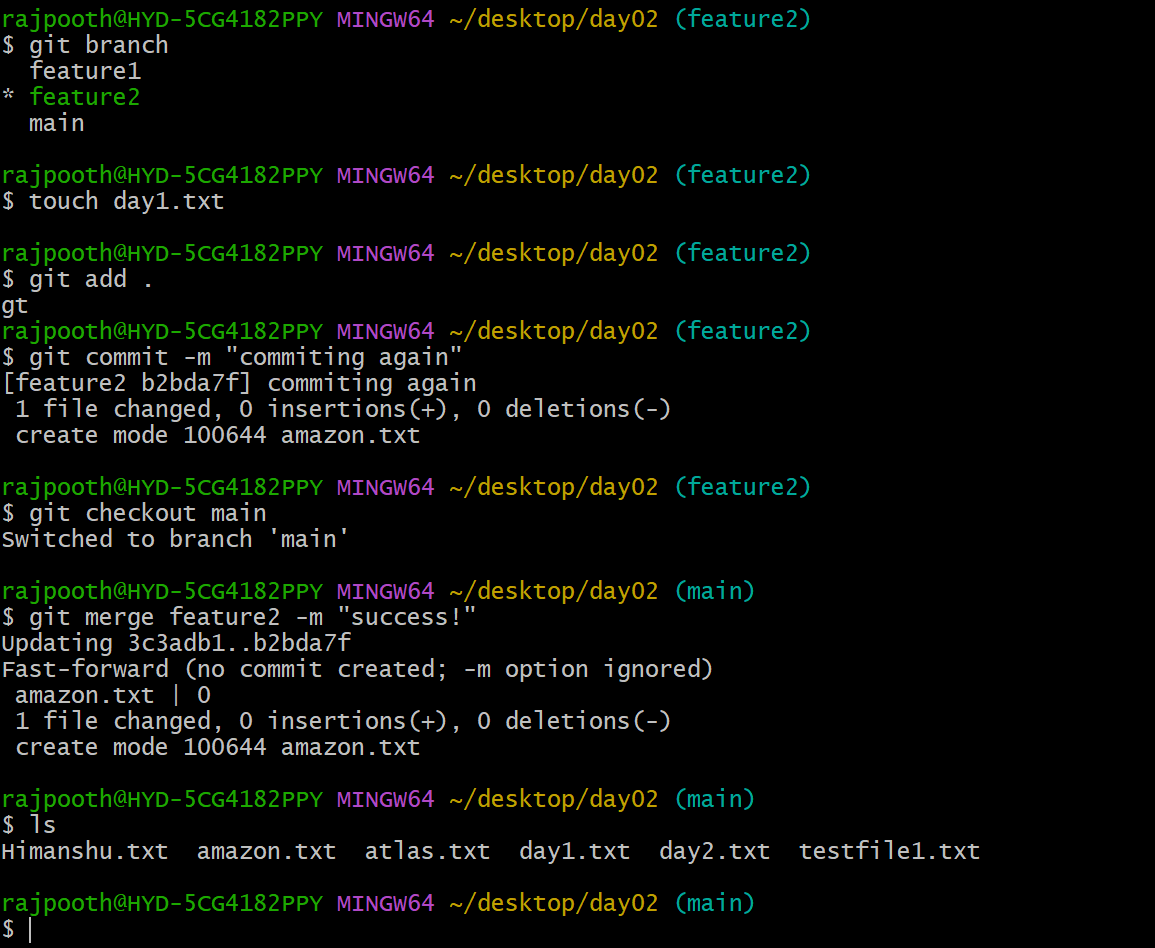 rajpooth@HYD-5CG4182PPY MINGW64 ~/desktop/day02 (feature2)
$ git branch
  feature1
* feature2
  main

rajpooth@HYD-5CG4182PPY MINGW64 ~/desktop/day02 (feature2)
$ touch day1.txt

rajpooth@HYD-5CG4182PPY MINGW64 ~/desktop/day02 (feature2)
$ git add .
gt
rajpooth@HYD-5CG4182PPY MINGW64 ~/desktop/day02 (feature2)
$ git commit -m "commiting again"
[feature2 b2bda7f] commiting again
 1 file changed, 0 insertions(+), 0 deletions(-)
 create mode 100644 amazon.txt

rajpooth@HYD-5CG4182PPY MINGW64 ~/desktop/day02 (feature2)
$ git checkout main
Switched to branch 'main'

rajpooth@HYD-5CG4182PPY MINGW64 ~/desktop/day02 (main)
$ git merge feature2 -m "success!"
Updating 3c3adb1..b2bda7f
Fast-forward (no commit created; -m option ignored)
 amazon.txt | 0
 1 file changed, 0 insertions(+), 0 deletions(-)
 create mode 100644 amazon.txt

rajpooth@HYD-5CG4182PPY MINGW64 ~/desktop/day02 (main)
$ ls
Himanshu.txt  amazon.txt  atlas.txt  day1.txt  day2.txt  testfile1.txt

rajpooth@HYD-5CG4182PPY MINGW64 ~/desktop/day02 (main)
$